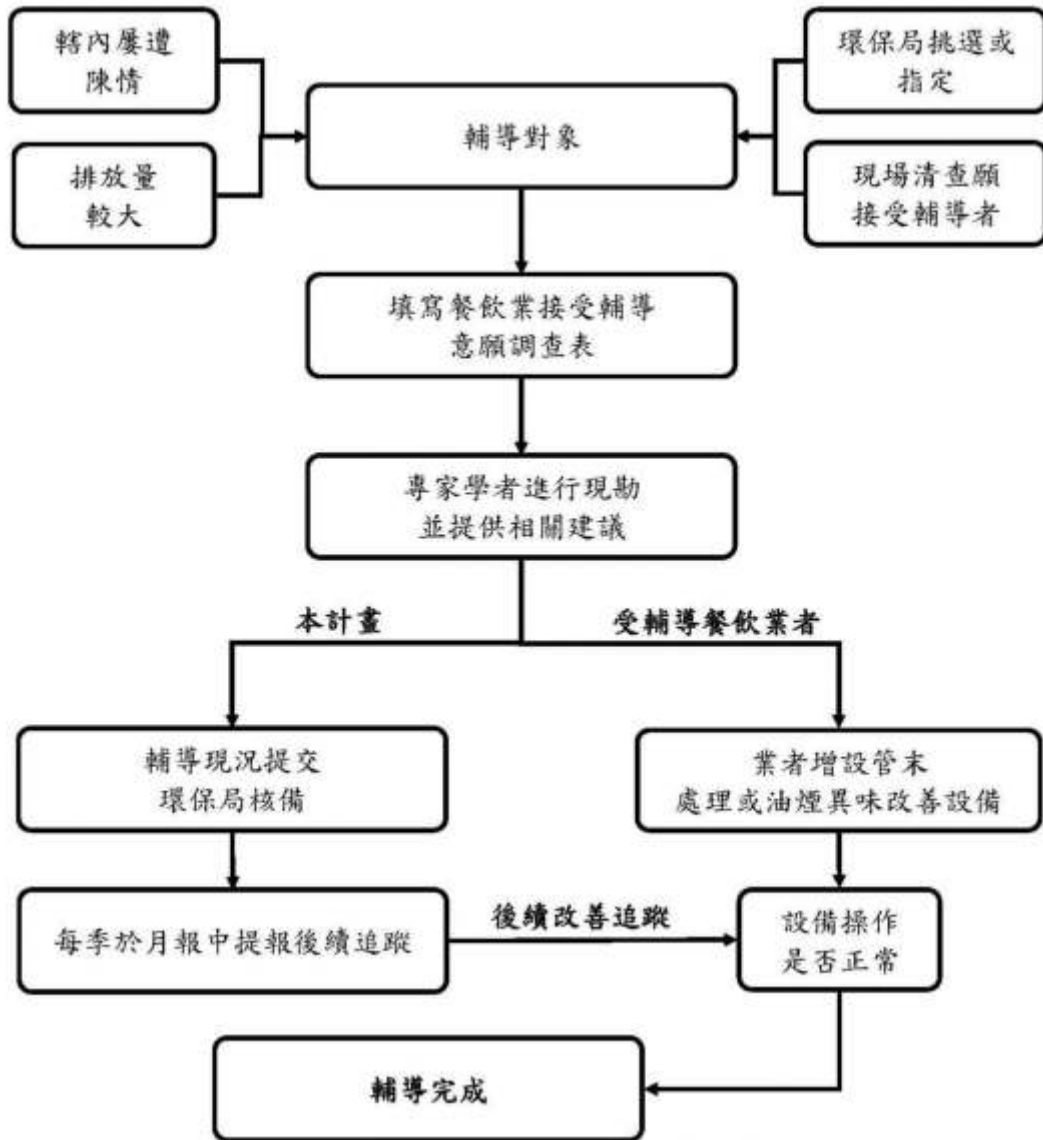 轄內屢遭
陳情
環保局挑選或
指定
輔導對象
排放量
較大
現場清查願
接受輔導者
填寫餐飲業接受輔導
意願調查表
專家學者進行現勘
並提供相關建議
本計畫
受輔導餐飲業者
輔導現況提交
環保局核備
業者增設管末
處理或油煙異味改善設備
每季於月報中提報後續追蹤
後續改善追蹤
設備操作
是否正常
輔導完成